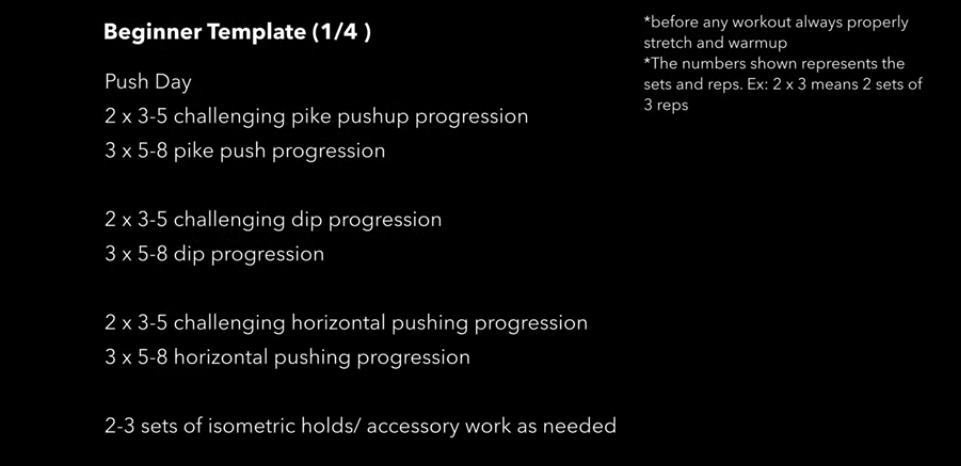 Beginner Template (1/4 )
Push Day
2 x 3-5 challenging pike pushup progression
3 x 5-8 pike push progression
2 x 3-5 challenging dip progression
3 x 5-8 dip progression
2 x 3-5 challenging horizontal pushing progression
3 x 5-8 horizontal pushing progression
2-3 sets of isometric holds/ accessory work as needed
*before any workout always properly
stretch and warmup
*The numbers shown represents the
sets and reps. Ex: 2 x 3 means 2 sets of
3 reps